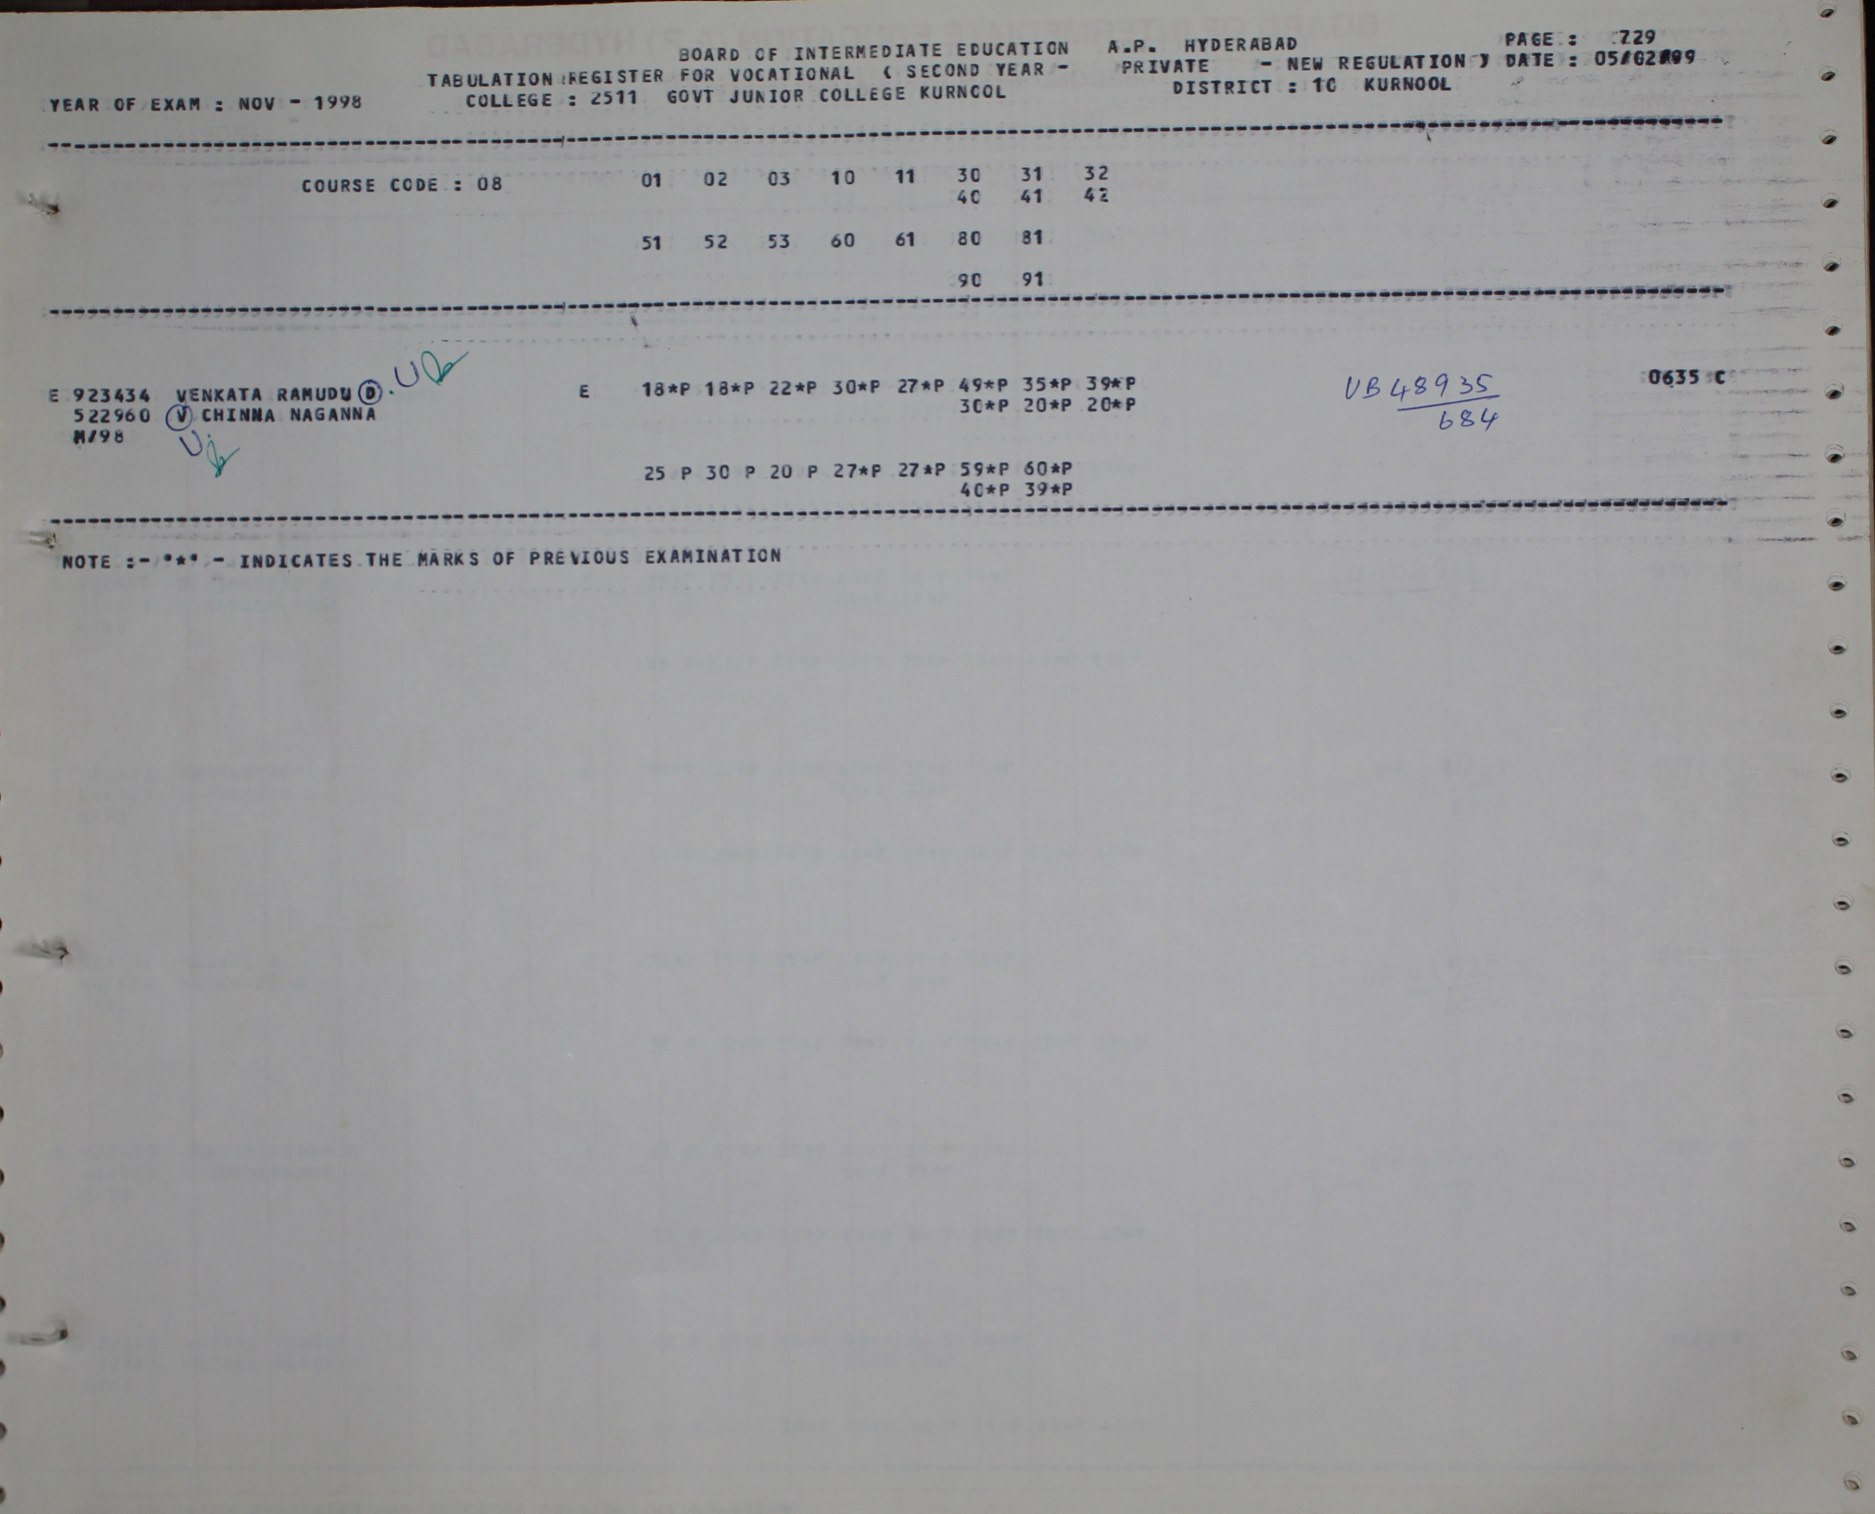 BOARD OF INTERMEDIATE EDUCATION A.P. HYDERABAD PAGE : 729
TABULATION REGISTER FOR VOCATIONAL ( SECOND YEAR - PRIVATE - NEW REGULATION ) DATE : 05/02/99
YEAR OF EXAM : NOV - 1998 COLLEGE : 2511 GOVT JUNIOR COLLEGE KURNOOL DISTRICT : 10 KURNOOL
COURSE CODE : 08 01 02 03 10 11 30 31 32
40 41 42
51 52 53 60 61 80 81
90 91
E 923434 VENKATA RAMUDU D. E 18*P 18*P 22*P 30*P 27*P 49*P 35*P 39*P VB 48935 0635 C
522960 V CHINNA NAGANNA 30*P 20*P 20*P 684
M/98
25 P 30 P 20 P 27*P 27*P 59*P 60*P
40*P 39*P
NOTE :- "*" - INDICATES THE MARKS OF PREVIOUS EXAMINATION